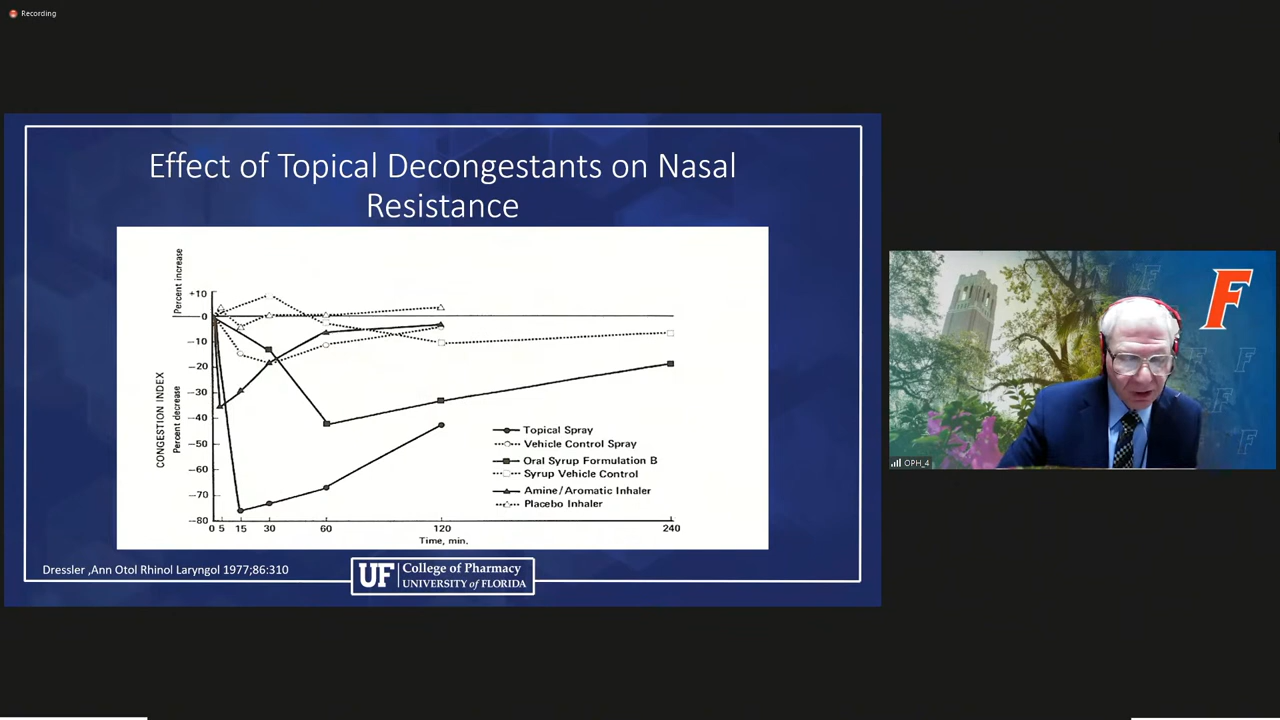 Recording
Effect of Topical Decongestants on Nasal
Resistance
Percent increase
CONGESTION INDEX
Percent decrease
+10
0
−10
−20
−30
−40
−50
−60
−70
−80
0 5 15 30 60 120 240
Time, min.
Topical Spray
Vehicle Control Spray
Oral Syrup Formulation B
Syrup Vehicle Control
Amine/Aromatic Inhaler
Placebo Inhaler
Dressler ,Ann Otol Rhinol Laryngol 1977;86:310
UF College of Pharmacy
UNIVERSITY of FLORIDA
F
OPH_4